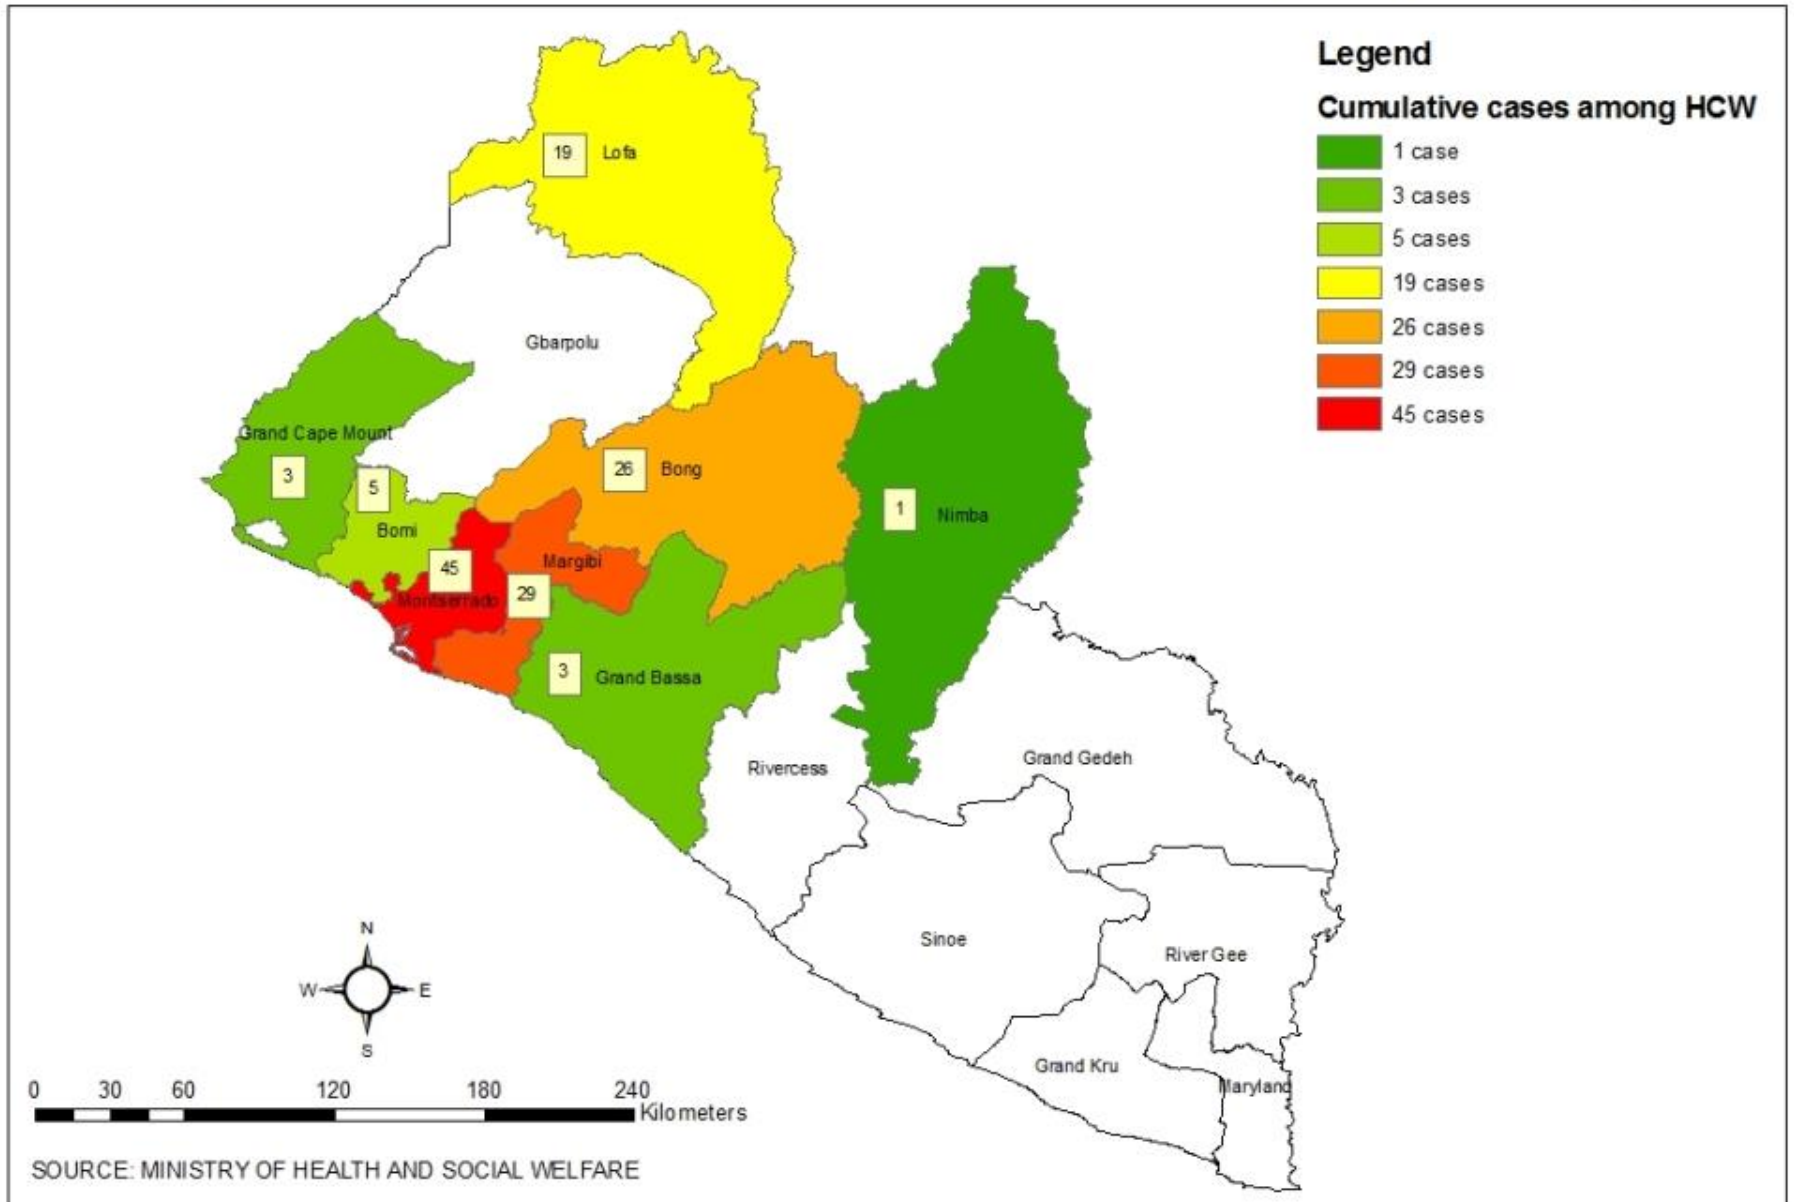 Legend
Cumulative cases among HCW
1 case
3 cases
5 cases
19 cases
26 cases
29 cases
45 cases
19 Lofa
Gbarpolu
Grand Cape Mount
3
5
Bomi
26 Bong
1 Nimba
45
Montserrado
Margibi
29
3 Grand Bassa
Rivercess
Grand Gedeh
Sinoe
River Gee
Grand Kru
Maryland
N
W E
S
0 30 60 120 180 240
Kilometers
SOURCE: MINISTRY OF HEALTH AND SOCIAL WELFARE